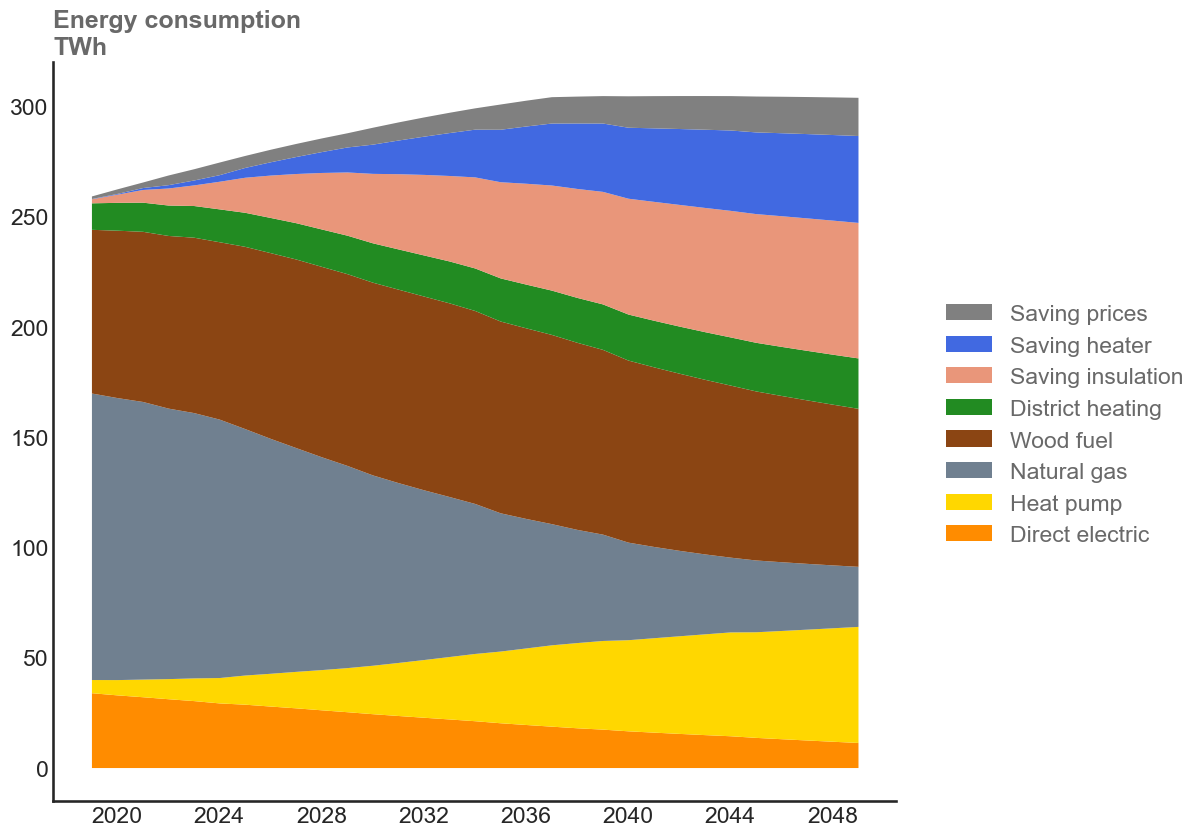 Energy consumption
TWh
300
250
200
150
100
50
0
2020 2024 2028 2032 2036 2040 2044 2048
Saving prices
Saving heater
Saving insulation
District heating
Wood fuel
Natural gas
Heat pump
Direct electric